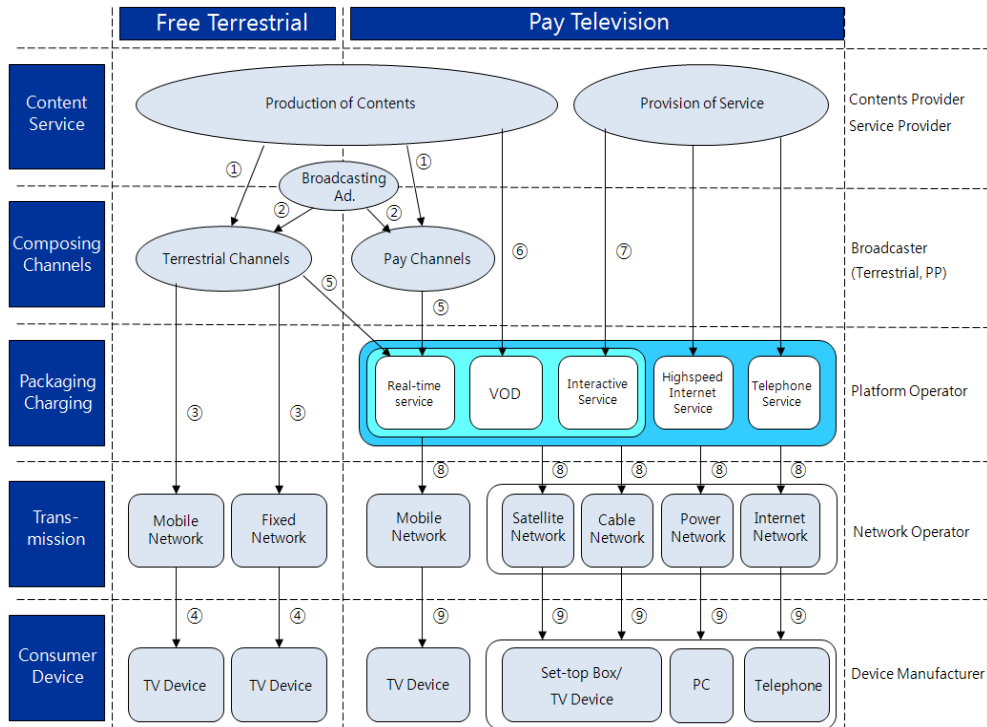 Free Terrestrial
Pay Television
Content
Service
Production of Contents
Provision of Service
Contents Provider
Service Provider
①
①
Broadcasting
Ad.
②
②
Composing
Channels
Terrestrial Channels
Pay Channels
⑥
⑦
Broadcaster
(Terrestrial, PP)
⑤
⑤
Packaging
Charging
Real-time
service
VOD
Interactive
Service
Highspeed
Internet
Service
Telephone
Service
Platform Operator
③
③
⑧
⑧
⑧
⑧
⑧
Trans-
mission
Mobile
Network
Fixed
Network
Mobile
Network
Satellite
Network
Cable
Network
Power
Network
Internet
Network
Network Operator
④
④
⑨
⑨
⑨
⑨
⑨
Consumer
Device
TV Device
TV Device
TV Device
Set-top Box/
TV Device
PC
Telephone
Device Manufacturer